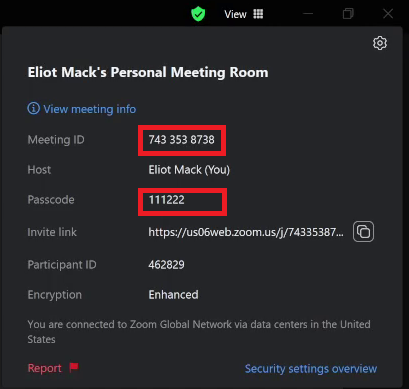 View
Eliot Mack's Personal Meeting Room
View meeting info
Meeting ID 743 353 8738
Host Eliot Mack (You)
Passcode 111222
Invite link https://us06web.zoom.us/j/74335387...
Participant ID 462829
Encryption Enhanced
You are connected to Zoom Global Network via data centers in the United
States
Report Security settings overview